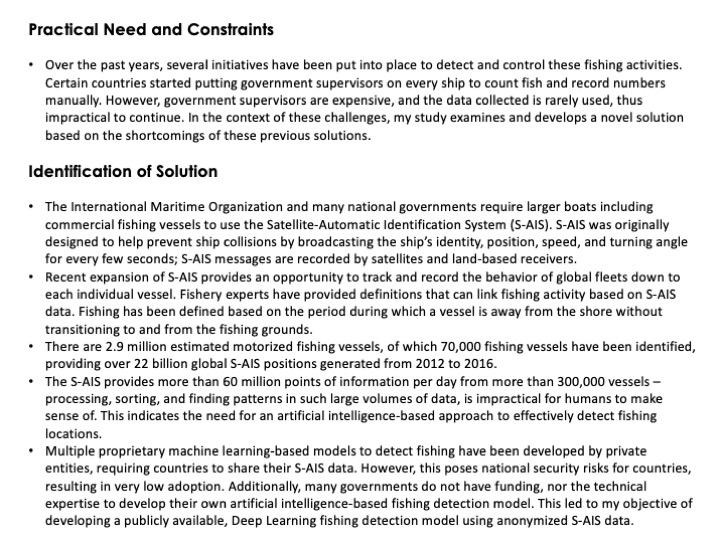 Practical Need and Constraints
• Over the past years, several initiatives have been put into place to detect and control these fishing activities.
Certain countries started putting government supervisors on every ship to count fish and record numbers
manually. However, government supervisors are expensive, and the data collected is rarely used, thus
impractical to continue. In the context of these challenges, my study examines and develops a novel solution
based on the shortcomings of these previous solutions.
Identification of Solution
• The International Maritime Organization and many national governments require larger boats including
commercial fishing vessels to use the Satellite-Automatic Identification System (S-AIS). S-AIS was originally
designed to help prevent ship collisions by broadcasting the ship's identity, position, speed, and turning angle
for every few seconds; S-AIS messages are recorded by satellites and land-based receivers.
• Recent expansion of S-AIS provides an opportunity to track and record the behavior of global fleets down to
each individual vessel. Fishery experts have provided definitions that can link fishing activity based on S-AIS
data. Fishing has been defined based on the period during which a vessel is away from the shore without
transitioning to and from the fishing grounds.
• There are 2.9 million estimated motorized fishing vessels, of which 70,000 fishing vessels have been identified,
providing over 22 billion global S-AIS positions generated from 2012 to 2016.
• The S-AIS provides more than 60 million points of information per day from more than 300,000 vessels –
processing, sorting, and finding patterns in such large volumes of data, is impractical for humans to make
sense of. This indicates the need for an artificial intelligence-based approach to effectively detect fishing
locations.
• Multiple proprietary machine learning-based models to detect fishing have been developed by private
entities, requiring countries to share their S-AIS data. However, this poses national security risks for countries,
resulting in very low adoption. Additionally, many governments do not have funding, nor the technical
expertise to develop their own artificial intelligence-based fishing detection model. This led to my objective of
developing a publicly available, Deep Learning fishing detection model using anonymized S-AIS data.